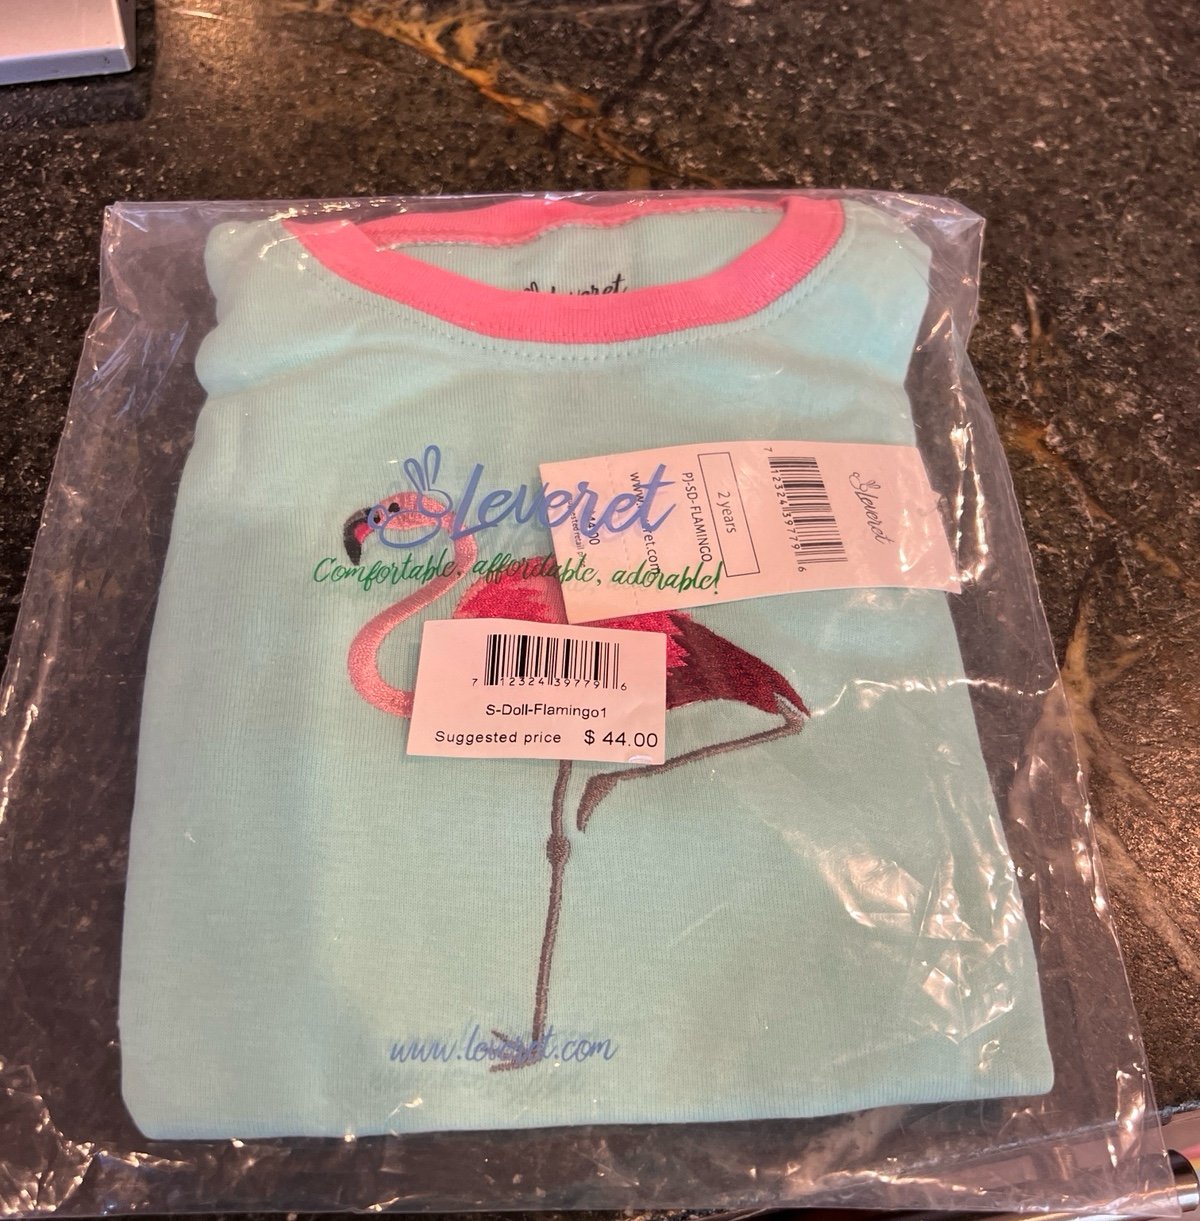 Leveret
Comfortable, affordable, adorable!
Leveret
7 12324 39779 6
2 years
PJ-SD-FLAMINGO
7 12324 39779 6
S-Doll-Flamingo1
Suggested price $ 44.00
www.leveret.com